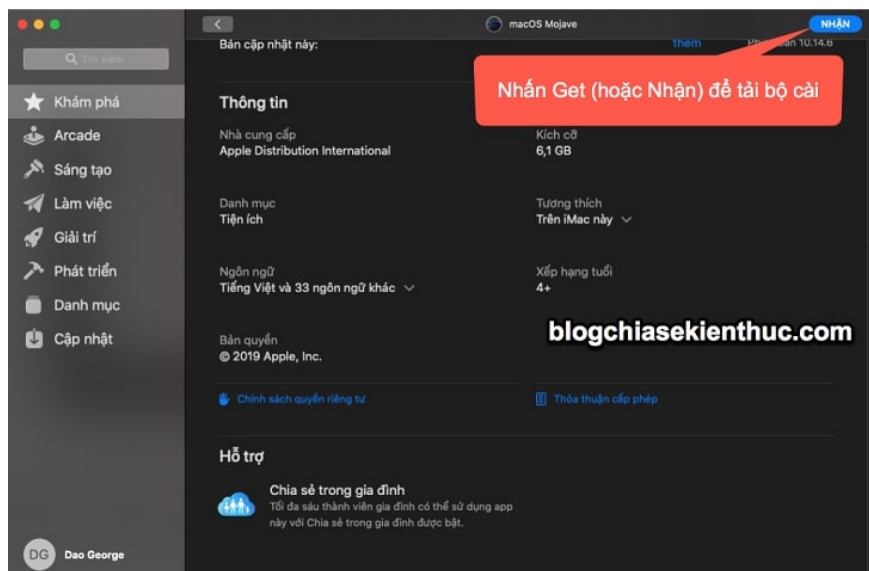 macOS Mojave
NHẬN
Tìm kiếm
Bản cập nhật này:
thêm
10.14.6
Nhấn Get (hoặc Nhận) để tải bộ cài
Khám phá
Arcade
Sáng tạo
Làm việc
Giải trí
Phát triển
Danh mục
Cập nhật
Thông tin
Nhà cung cấp
Apple Distribution International
Kích cỡ
6,1 GB
Danh mục
Tiện ích
Tương thích
Trên iMac này
Ngôn ngữ
Tiếng Việt và 33 ngôn ngữ khác
Xếp hạng tuổi
4+
Bản quyền
© 2019 Apple, Inc.
blogchiasekienthuc.com
Chính sách quyền riêng tư
Thỏa thuận cấp phép
Hỗ trợ
Chia sẻ trong gia đình
Tối đa sáu thành viên gia đình có thể sử dụng app
này với Chia sẻ trong gia đình được bật.
DG
Dao George